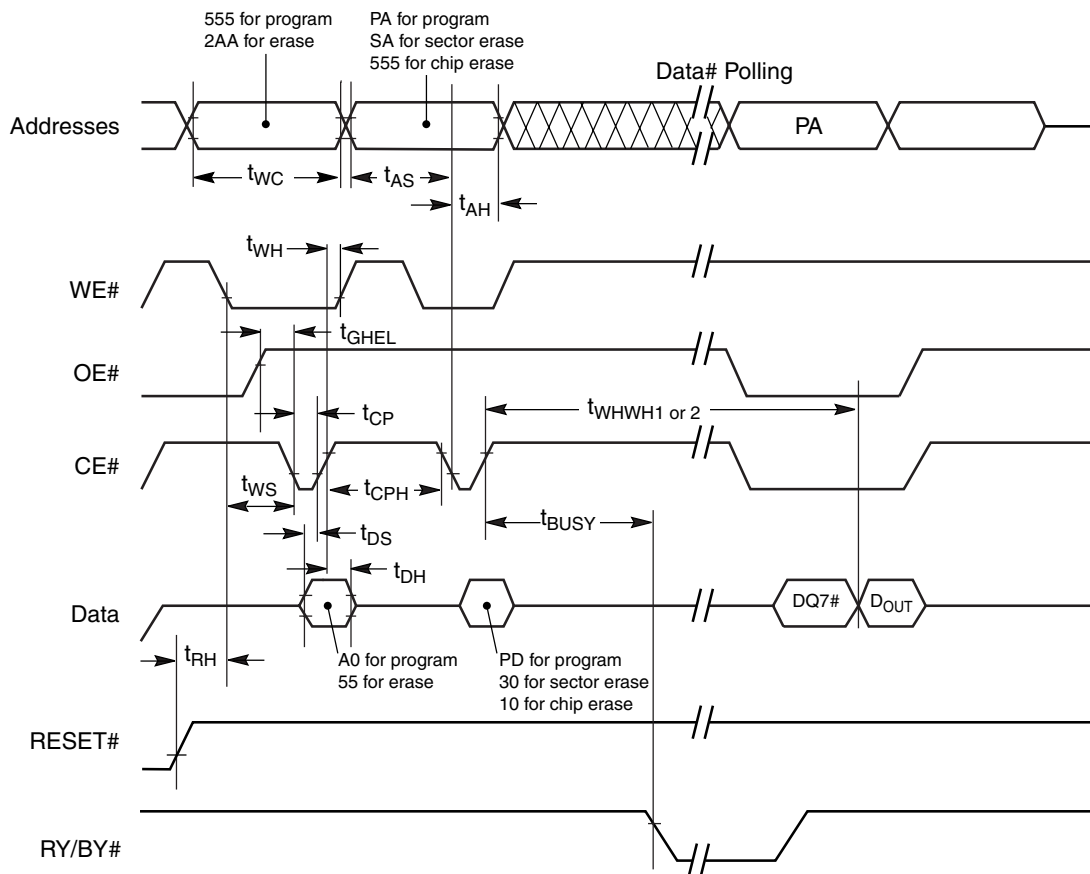 555 for program
2AA for erase
PA for program
SA for sector erase
555 for chip erase
Data# Polling
Addresses
PA
tWC
tAS
tAH
tWH
WE#
tGHEL
OE#
tCP
tWHWH1 or 2
CE#
tWS
tCPH
tBUSY
tDS
tDH
Data
DQ7#
DOUT
tRH
A0 for program
55 for erase
PD for program
30 for sector erase
10 for chip erase
RESET#
RY/BY#